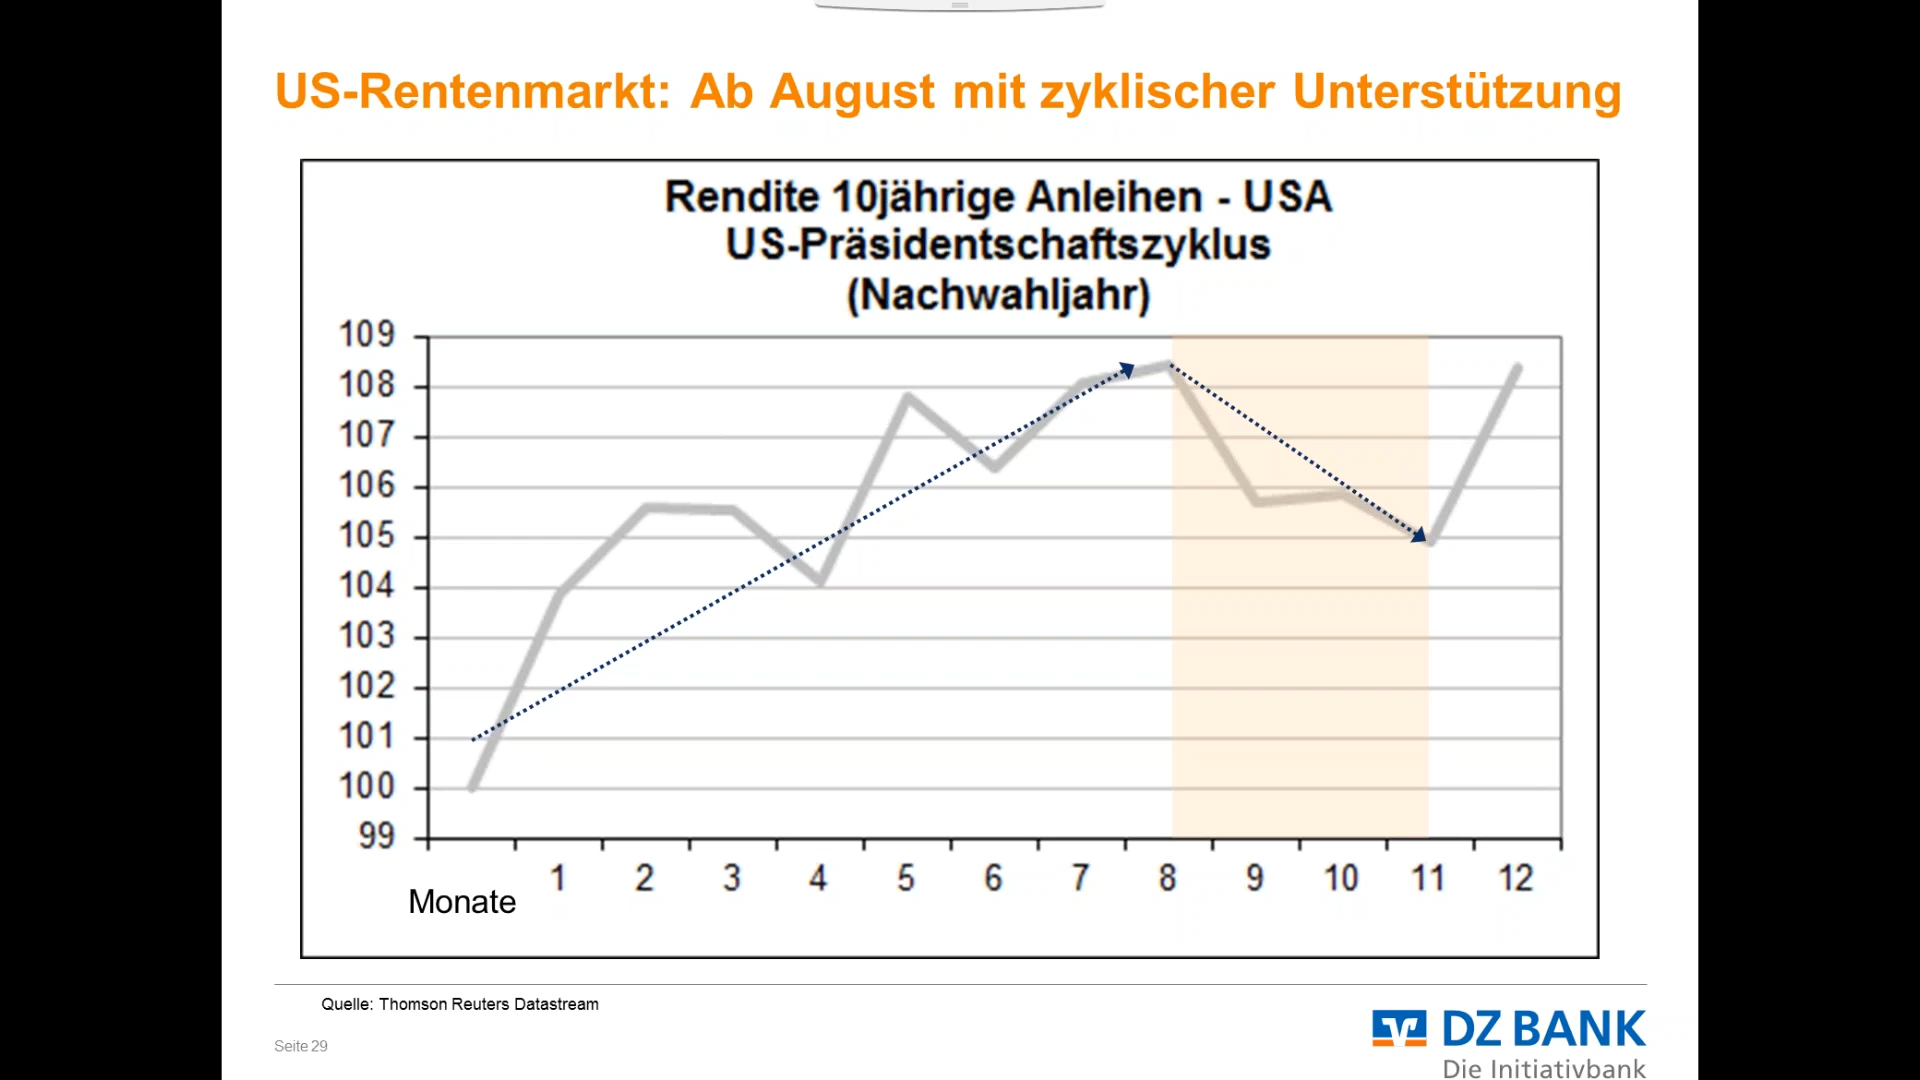 US-Rentenmarkt: Ab August mit zyklischer Unterstützung
Rendite 10jährige Anleihen - USA
US-Präsidentschaftszyklus
(Nachwahljahr)
109
108
107
106
105
104
103
102
101
100
99
1 2 3 4 5 6 7 8 9 10 11 12
Monate
Quelle: Thomson Reuters Datastream
DZ BANK
Seite 29
Die Initiativbank